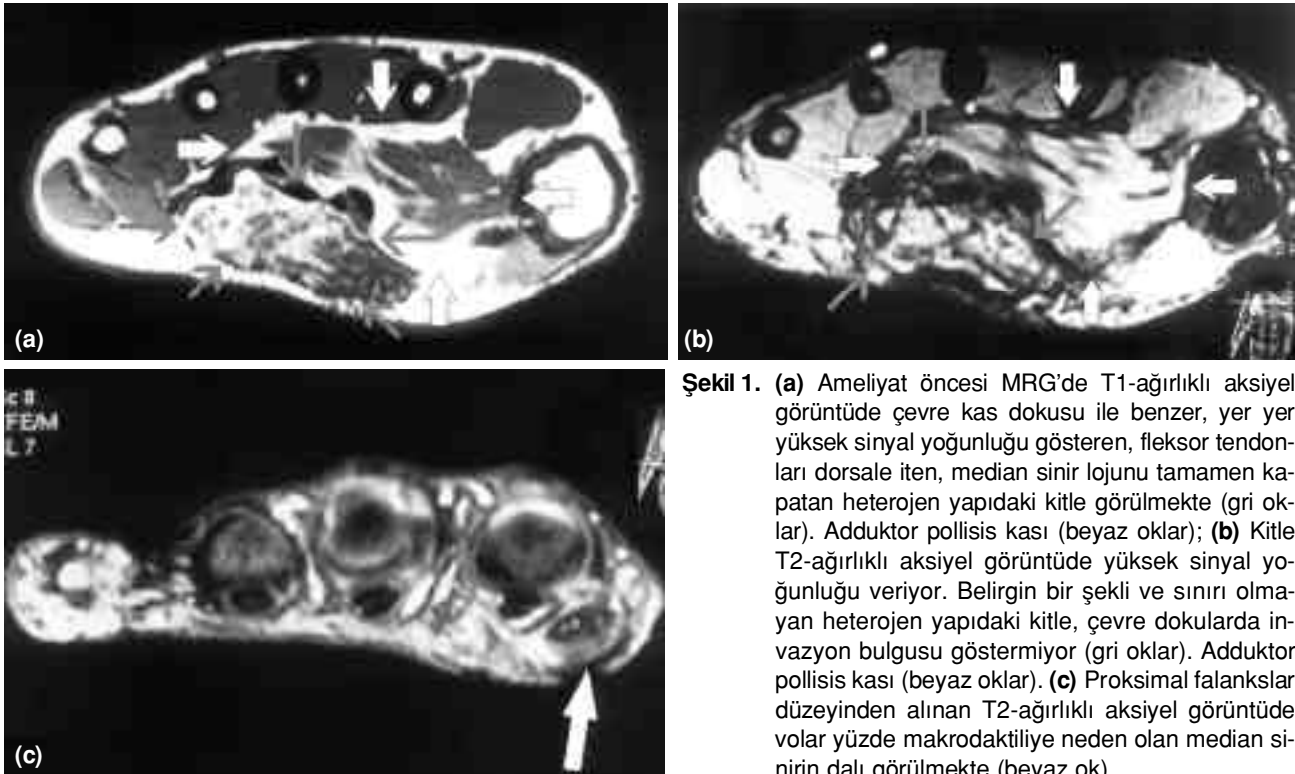 (a)
(b)
c 8
FE/M
L 7
(c)
Şekil 1. (a) Ameliyat öncesi MRG'de T1-ağırlıklı aksiyel
görüntüde çevre kas dokusu ile benzer, yer yer
yüksek sinyal yoğunluğu gösteren, fleksor tendon-
ları dorsale iten, median sinir lojunu tamamen ka-
patan heterojen yapıdaki kitle görülmekte (gri ok-
lar). Adduktor pollisis kası (beyaz oklar); (b) Kitle
T2-ağırlıklı aksiyel görüntüde yüksek sinyal yo-
ğunluğu veriyor. Belirgin bir şekli ve sınırı olma-
yan heterojen yapıdaki kitle, çevre dokularda in-
vazyon bulgusu göstermiyor (gri oklar). Adduktor
pollisis kası (beyaz oklar). (c) Proksimal falankslar
düzeyinden alınan T2-ağırlıklı aksiyel görüntüde
volar yüzde makrodaktiliye neden olan median si-
nirin dalı görülmekte (beyaz ok).